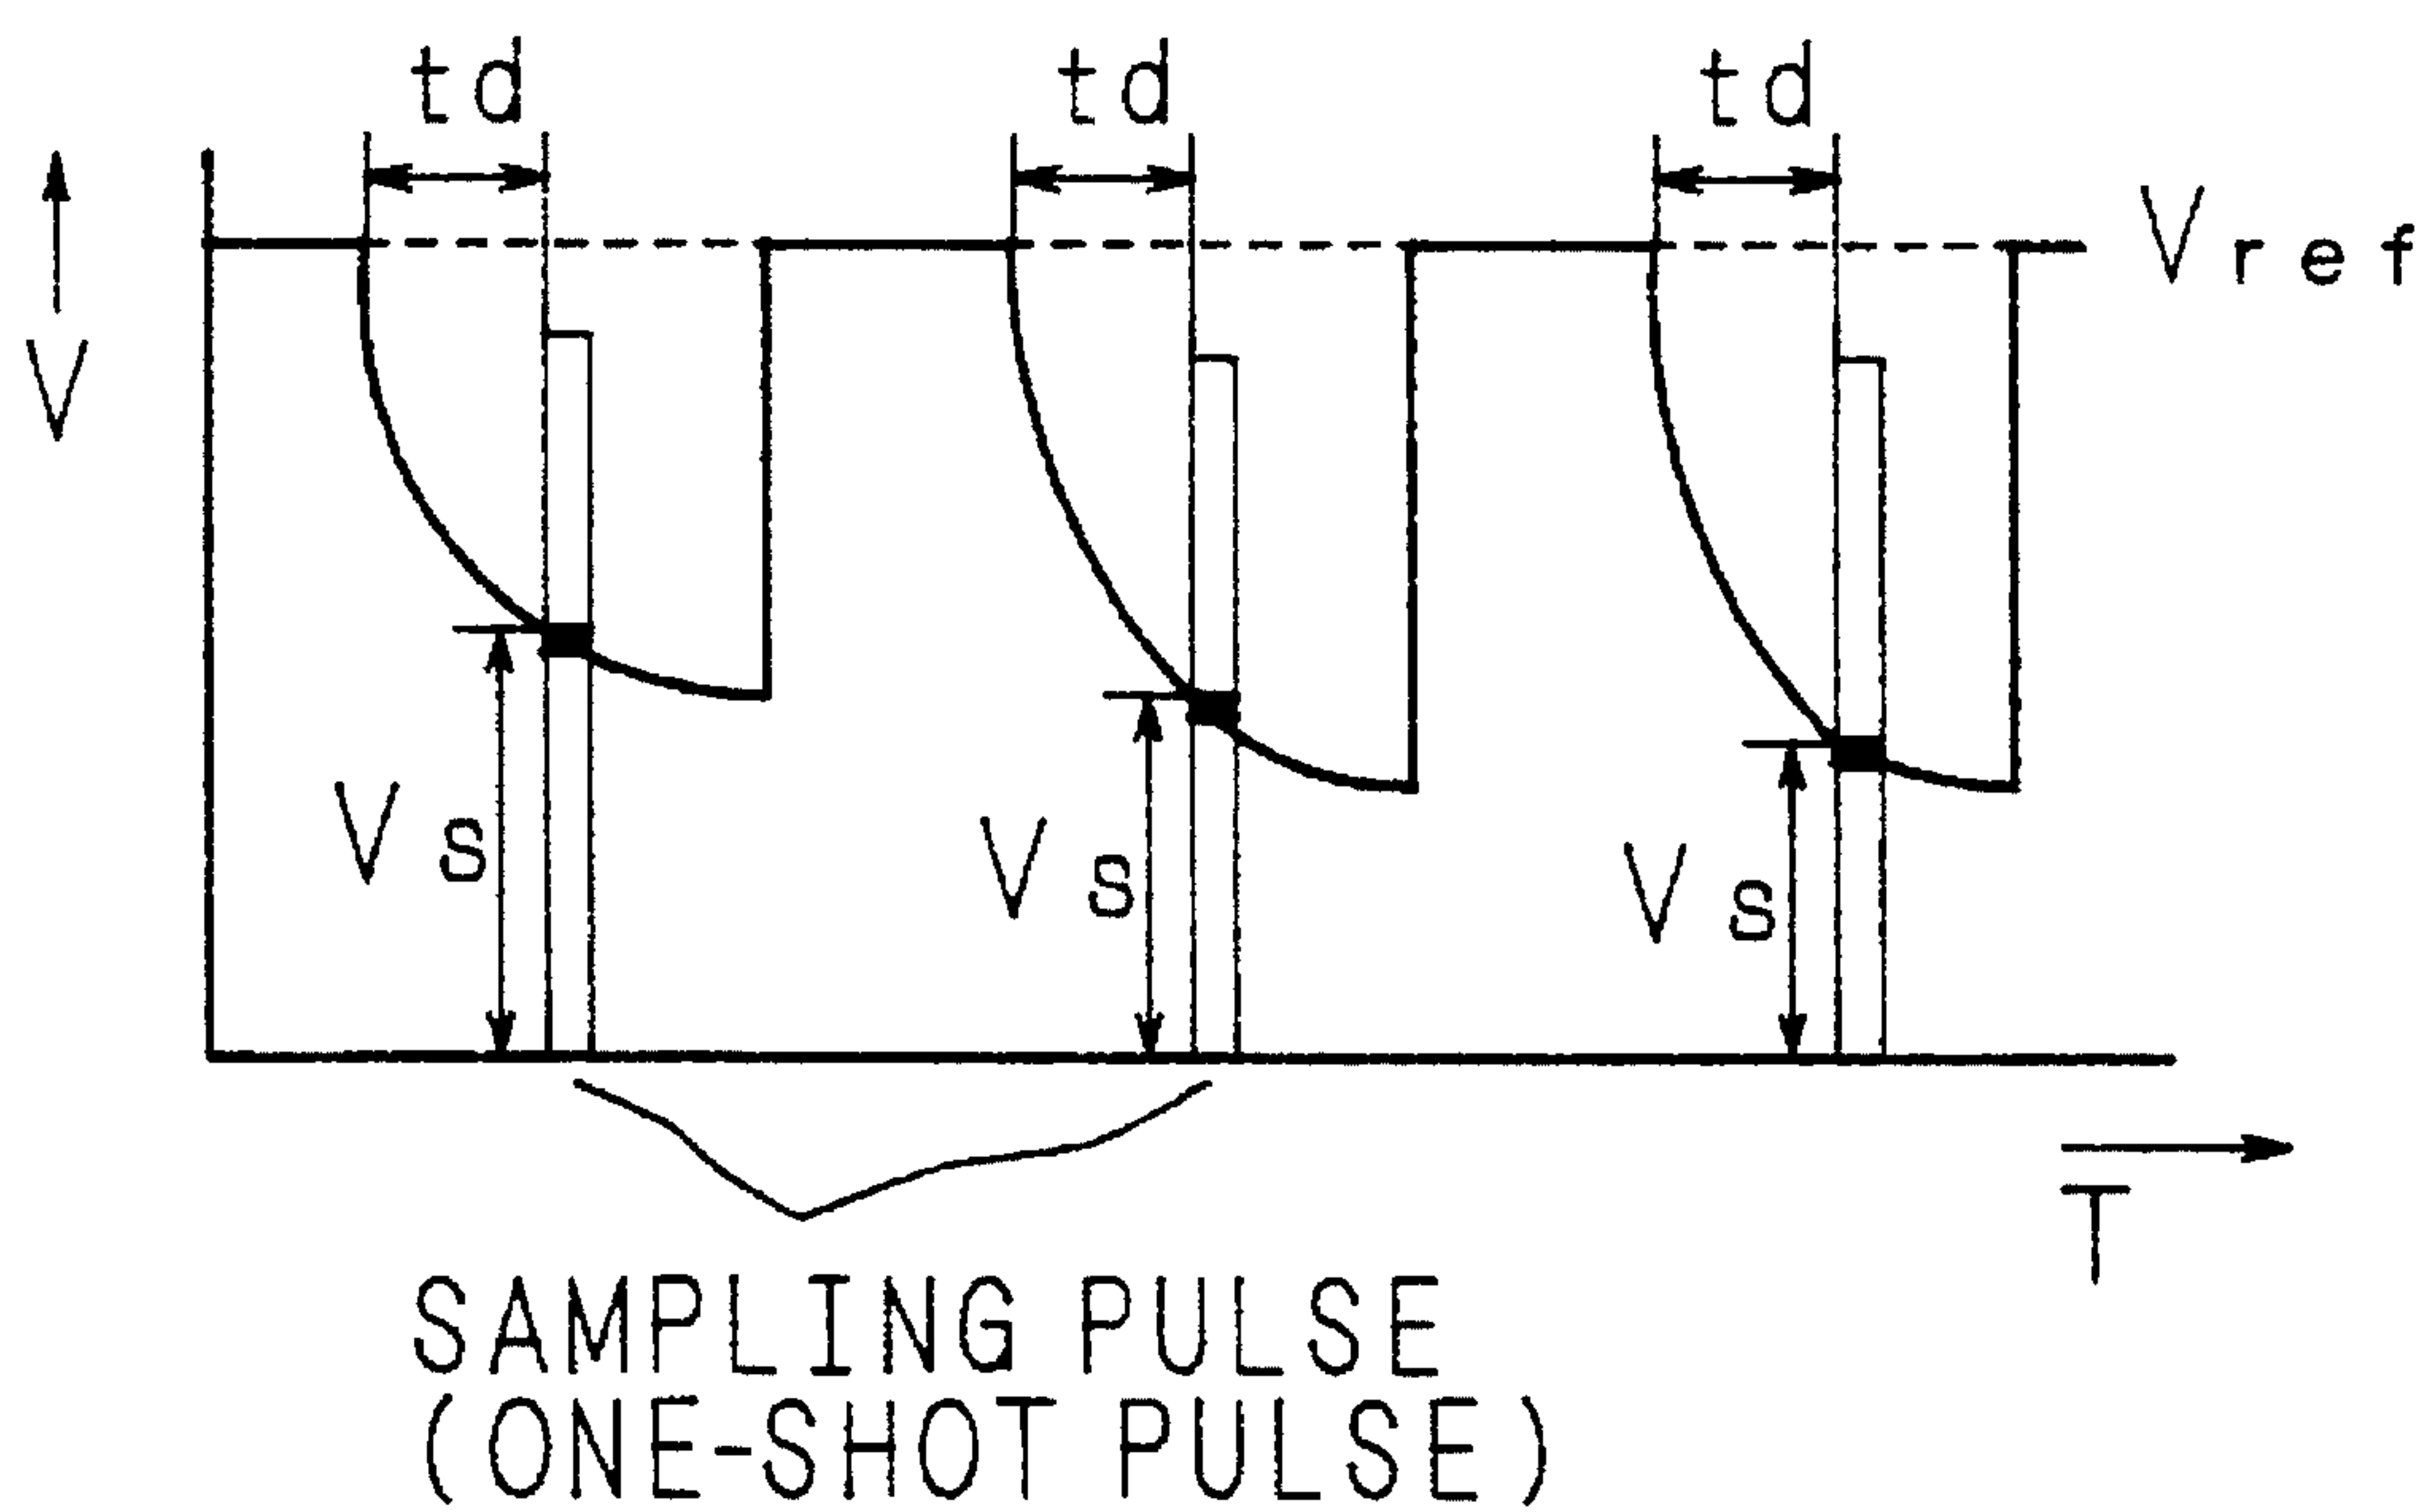 td td td
Vref
V
Vs Vs Vs
T
SAMPLING PULSE
(ONE-SHOT PULSE)